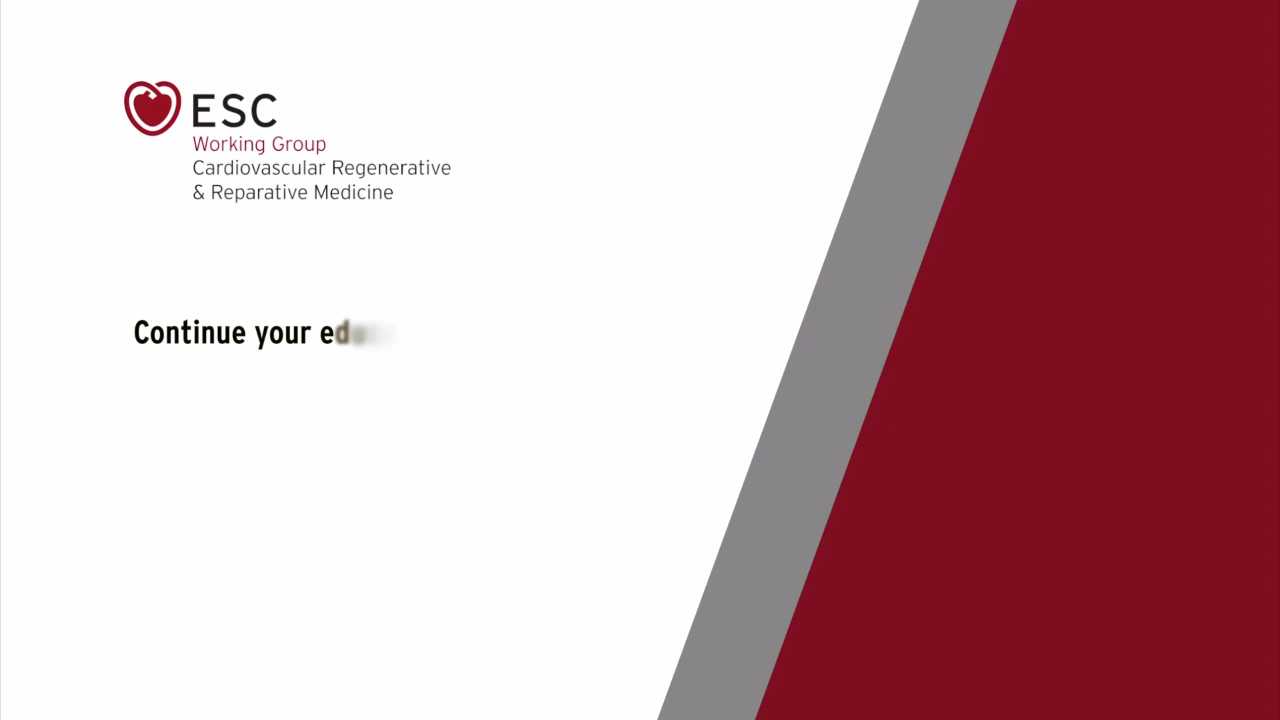 ESC
Working Group
Cardiovascular Regenerative
& Reparative Medicine
Continue your